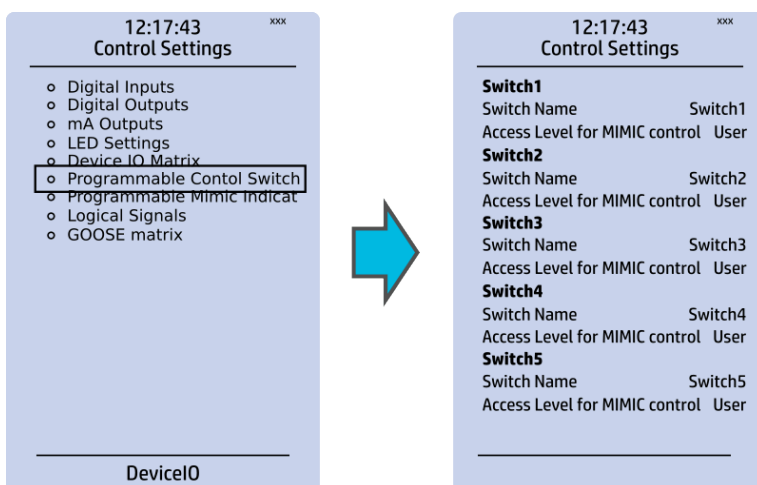 12:17:43 xxx
Control Settings
Digital Inputs
Digital Outputs
mA Outputs
LED Settings
Device IO Matrix
Programmable Contol Switch
Programmable Mimic Indicat
Logical Signals
GOOSE matrix
DeviceIO
12:17:43 xxx
Control Settings
Switch1
Switch Name Switch1
Access Level for MIMIC control User
Switch2
Switch Name Switch2
Access Level for MIMIC control User
Switch3
Switch Name Switch3
Access Level for MIMIC control User
Switch4
Switch Name Switch4
Access Level for MIMIC control User
Switch5
Switch Name Switch5
Access Level for MIMIC control User